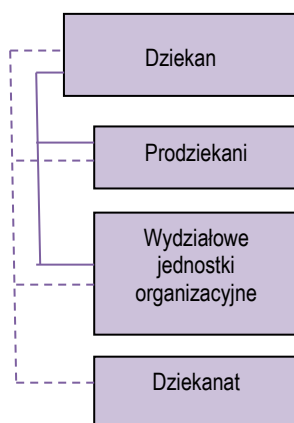 Dziekan
Prodziekani
Wydziałowe
jednostki
organizacyjne
Dziekanat